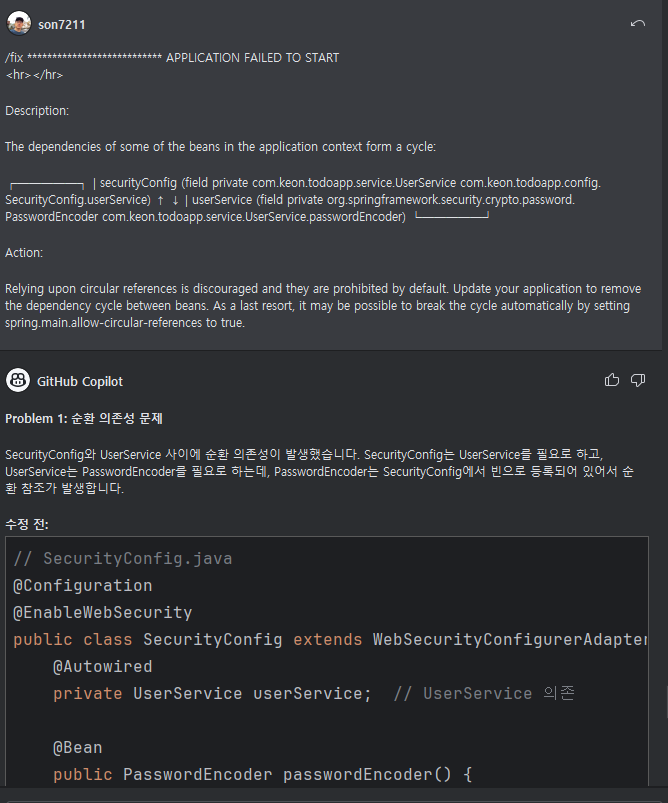 son7211
/fix *************************** APPLICATION FAILED TO START
<hr></hr>
Description:
The dependencies of some of the beans in the application context form a cycle:
┌─────┐ | securityConfig (field private com.keon.todoapp.service.UserService com.keon.todoapp.config.
SecurityConfig.userService) ↑ ↓ | userService (field private org.springframework.security.crypto.password.
PasswordEncoder com.keon.todoapp.service.UserService.passwordEncoder) └─────┘
Action:
Relying upon circular references is discouraged and they are prohibited by default. Update your application to remove
the dependency cycle between beans. As a last resort, it may be possible to break the cycle automatically by setting
spring.main.allow-circular-references to true.
GitHub Copilot
Problem 1: 순환 의존성 문제
SecurityConfig와 UserService 사이에 순환 의존성이 발생했습니다. SecurityConfig는 UserService를 필요로 하고,
UserService는 PasswordEncoder를 필요로 하는데, PasswordEncoder는 SecurityConfig에서 빈으로 등록되어 있어서 순
환 참조가 발생합니다.
수정 전:
// SecurityConfig.java
@Configuration
@EnableWebSecurity
public class SecurityConfig extends WebSecurityConfigurerAdapter
@Autowired
private UserService userService;  // UserService 의존
@Bean
public PasswordEncoder passwordEncoder() {